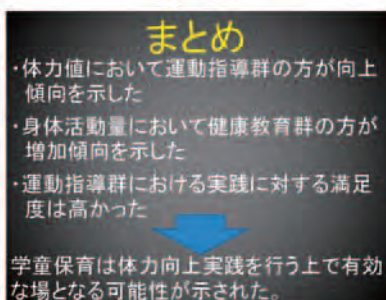 まとめ
・体力値において運動指導群の方が向上
傾向を示した
・身体活動量において健康教育群の方が
増加傾向を示した
・運動指導群における実践に対する満足
度は高かった
学童保育は体力向上実践を行う上で有効
な場となる可能性が示された。